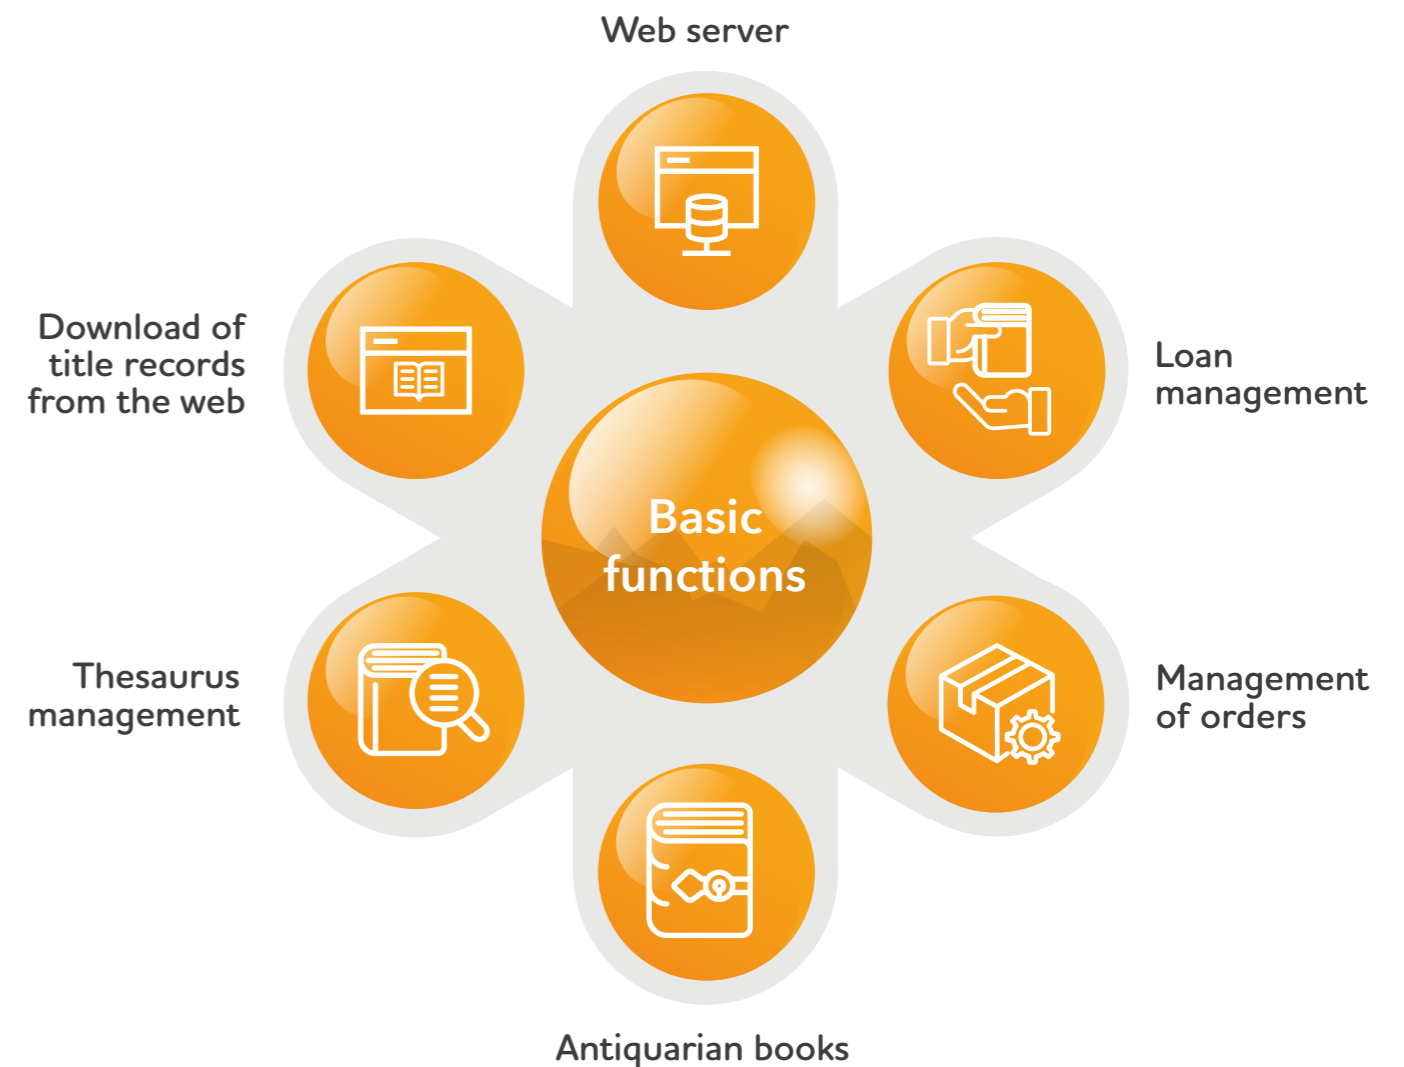 Web server
Download of
title records
from the web
Loan
management
Basic
functions
Thesaurus
management
Management
of orders
Antiquarian books